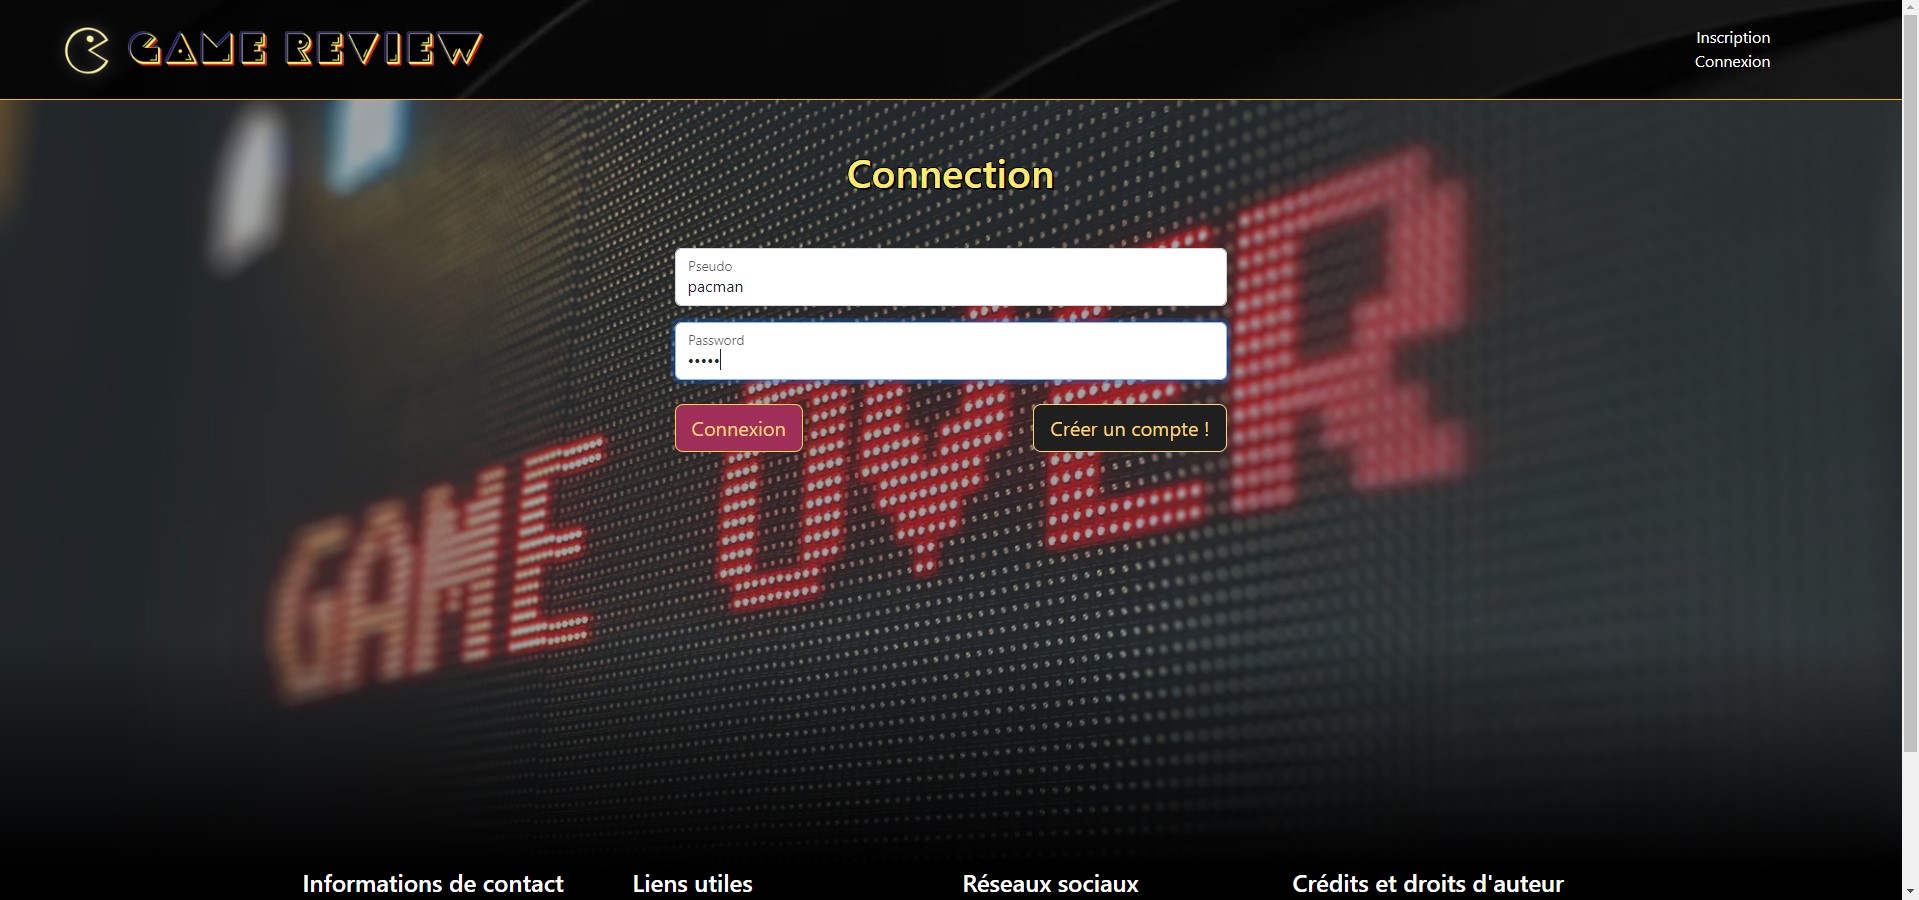 GAME REVIEW
Inscription
Connexion
Connection
Pseudo
pacman
Password
•••••
Connexion
Créer un compte !
GAME OVER
Informations de contact
Liens utiles
Réseaux sociaux
Crédits et droits d'auteur